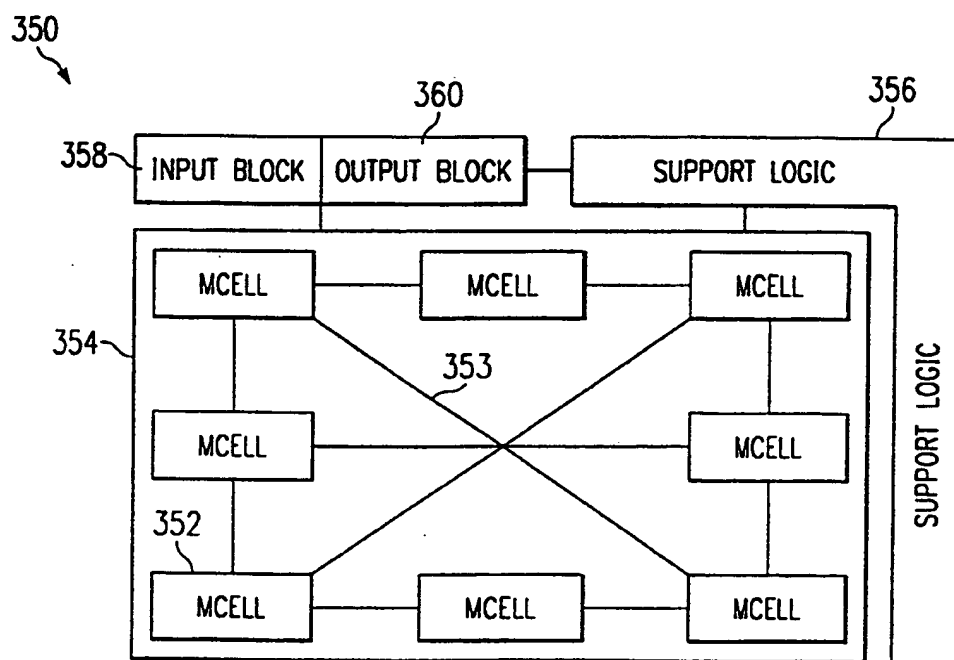 350
360
356
358
INPUT BLOCK
OUTPUT BLOCK
SUPPORT LOGIC
MCELL
MCELL
MCELL
354
353
MCELL
MCELL
SUPPORT LOGIC
352
MCELL
MCELL
MCELL